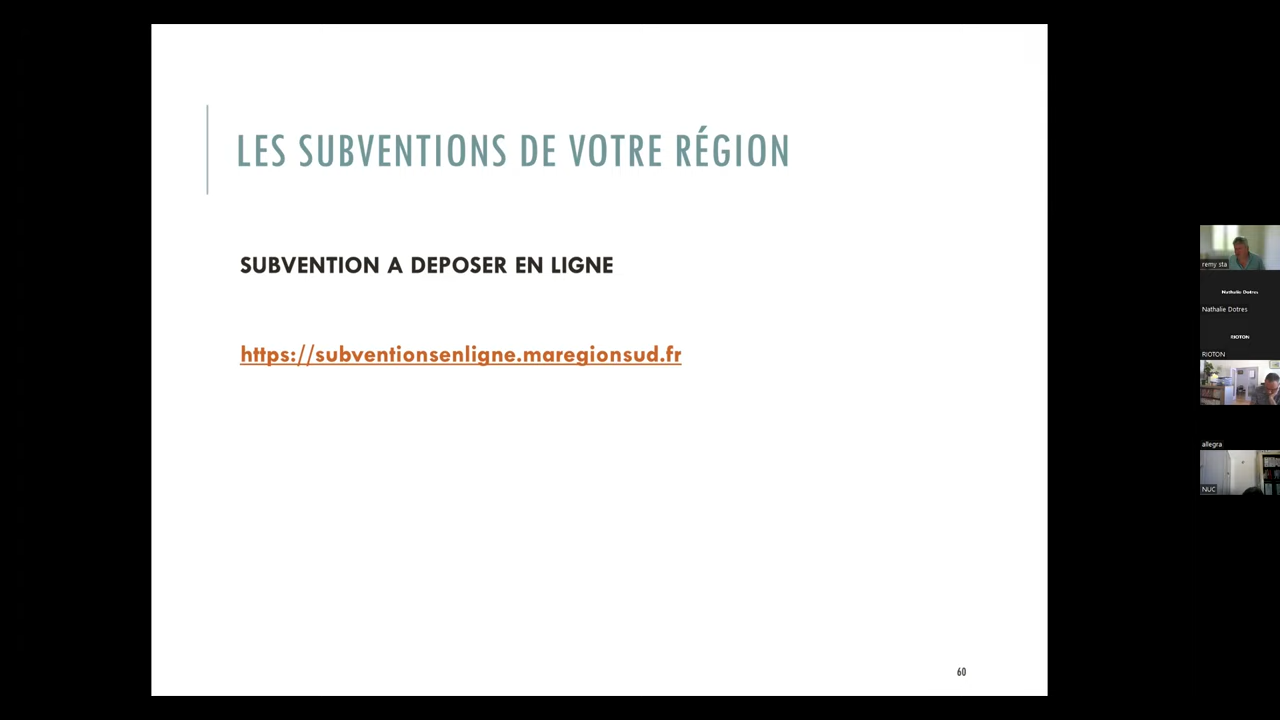 LES SUBVENTIONS DE VOTRE RÉGION
SUBVENTION A DEPOSER EN LIGNE
https://subventionsenligne.maregionsud.fr
60
remy sta
Nathalie Dotres
Nathalie Dotres
RIOTON
RIOTON
allegra
NUC